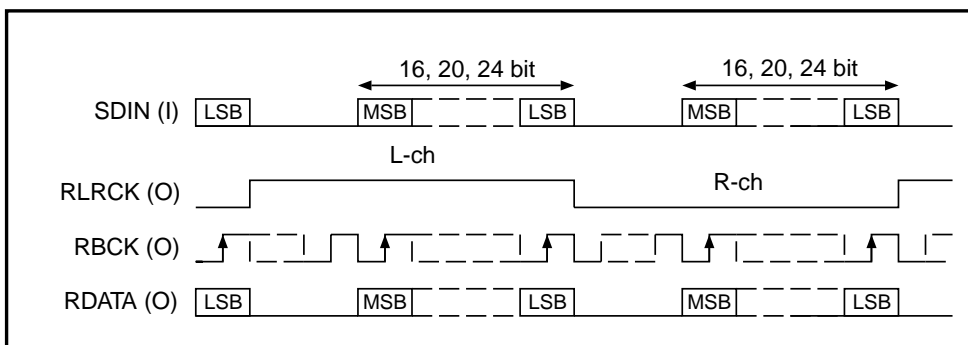 16, 20, 24 bit 16, 20, 24 bit
SDIN (I) LSB MSB LSB MSB LSB
L-ch
R-ch
RLRCK (O)
RBCK (O)
RDATA (O) LSB MSB LSB MSB LSB